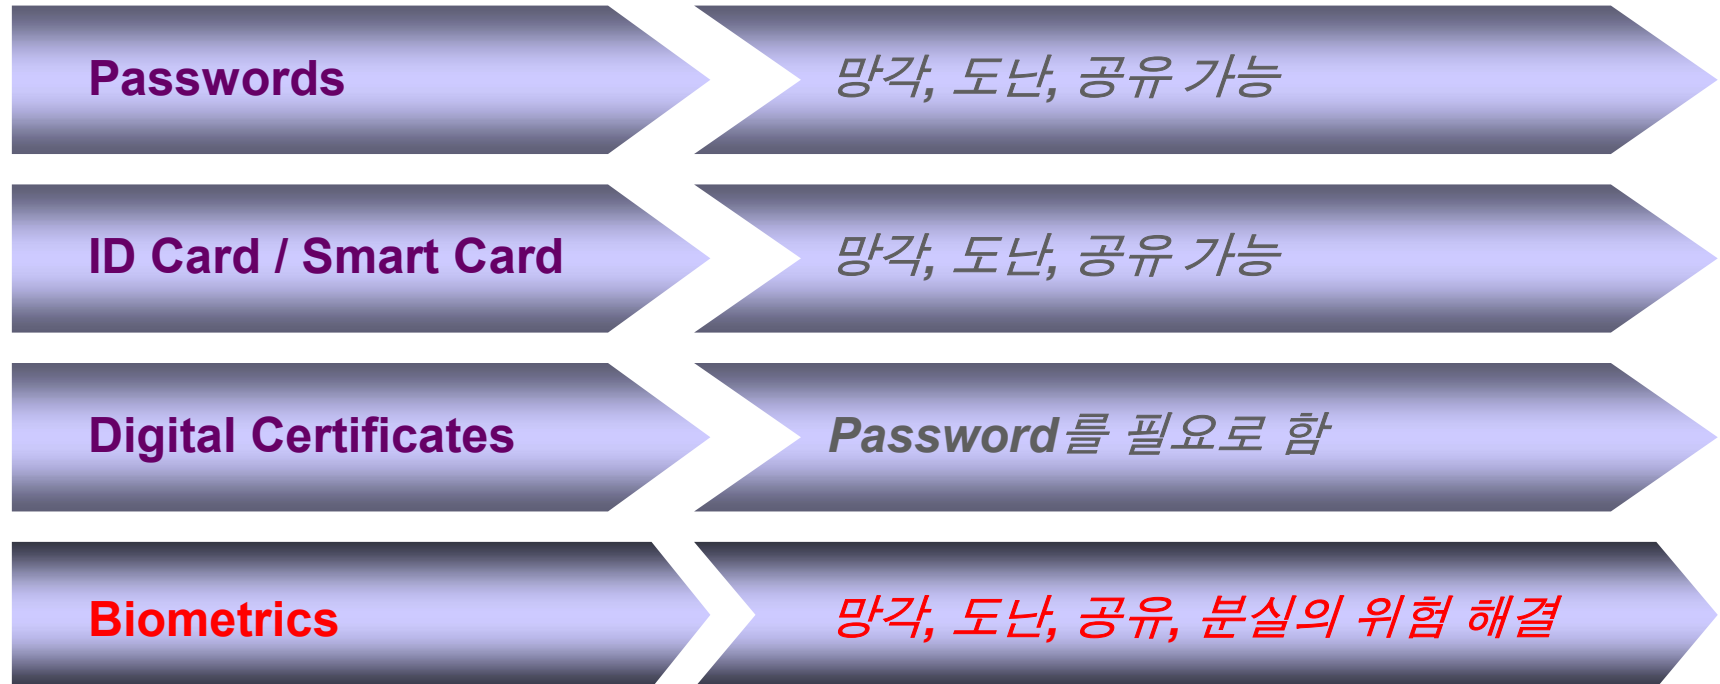 Passwords
망각, 도난, 공유 가능
ID Card / Smart Card
망각, 도난, 공유 가능
Digital Certificates
Password를 필요로 함
Biometrics
망각, 도난, 공유, 분실의 위험 해결